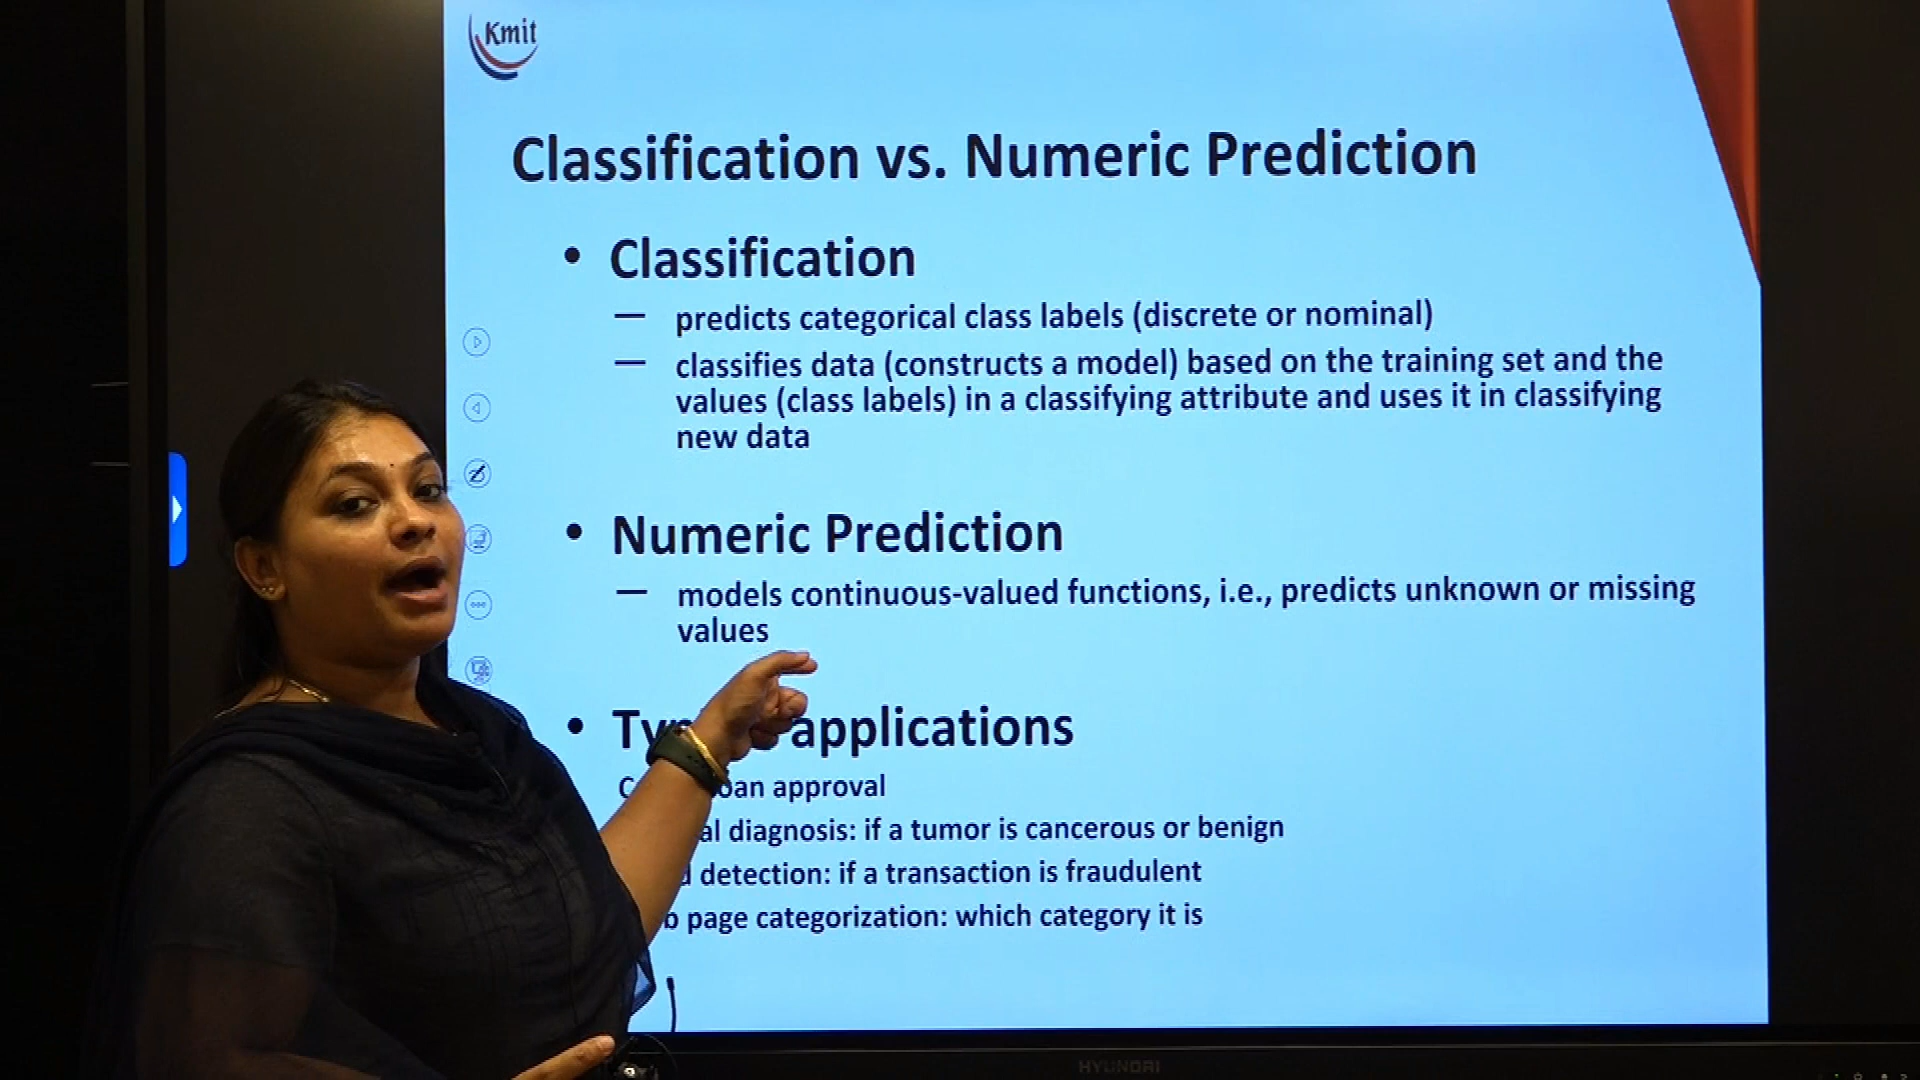 Kmit
Classification vs. Numeric Prediction
• Classification
— predicts categorical class labels (discrete or nominal)
— classifies data (constructs a model) based on the training set and the
values (class labels) in a classifying attribute and uses it in classifying
new data
• Numeric Prediction
— models continuous-valued functions, i.e., predicts unknown or missing
values
• applications
approval
diagnosis: if a tumor is cancerous or benign
detection: if a transaction is fraudulent
page categorization: which category it is
HYUNDAI